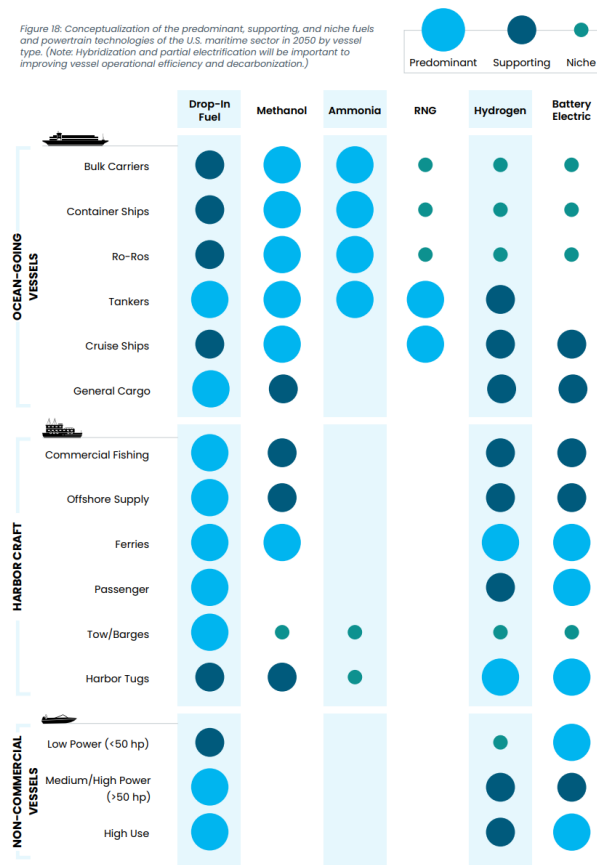 Figure 18: Conceptualization of the predominant, supporting, and niche fuels
and powertrain technologies of the U.S. maritime sector in 2050 by vessel
type. (Note: Hybridization and partial electrification will be important to
improving vessel operational efficiency and decarbonization.)
Predominant Supporting Niche
Drop-In
Fuel
Methanol
Ammonia
RNG
Hydrogen
Battery
Electric
OCEAN-GOING
VESSELS
Bulk Carriers
Container Ships
Ro-Ros
Tankers
Cruise Ships
General Cargo
HARBOR CRAFT
Commercial Fishing
Offshore Supply
Ferries
Passenger
Tow/Barges
Harbor Tugs
NON-COMMERCIAL
VESSELS
Low Power (<50 hp)
Medium/High Power
(>50 hp)
High Use